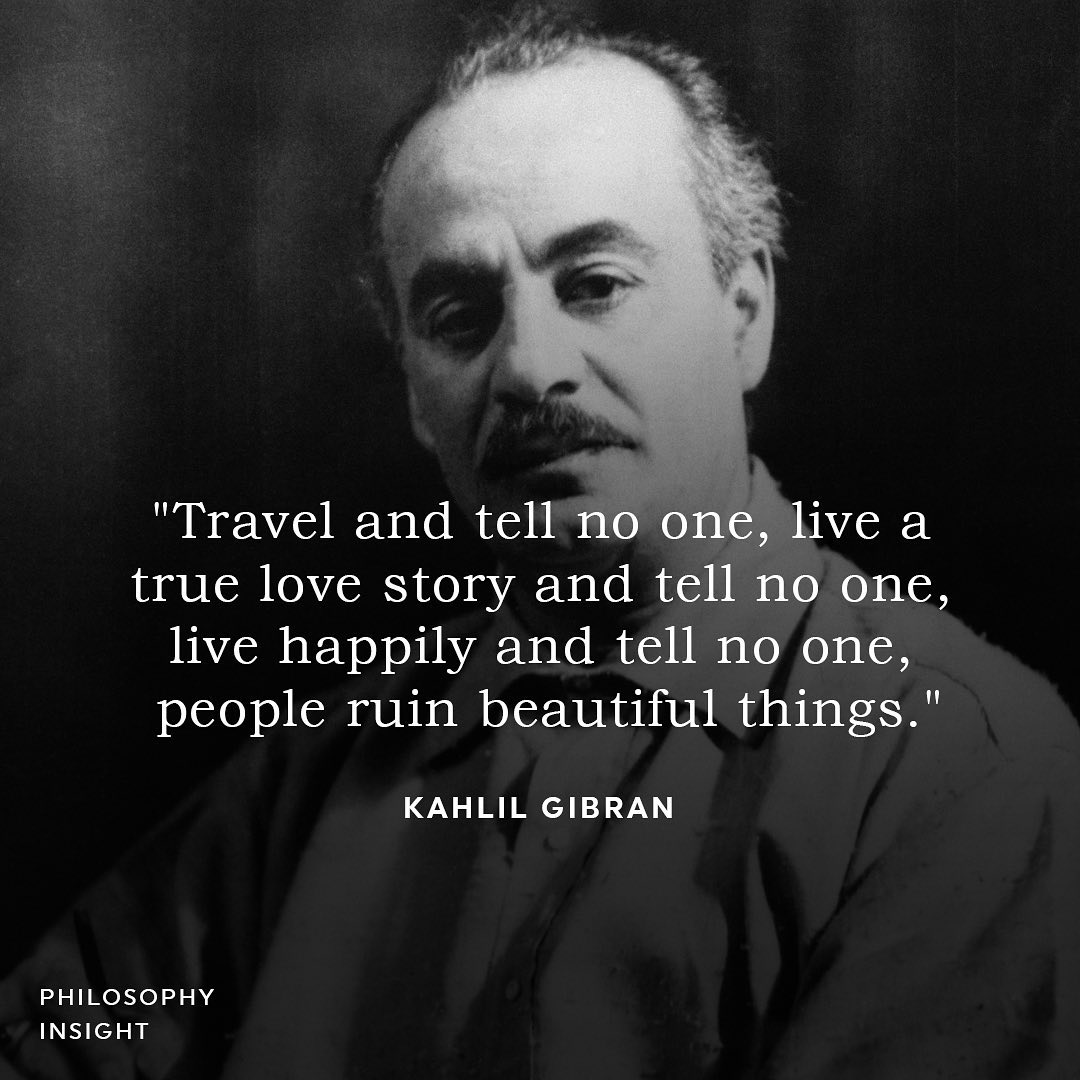 "Travel and tell no one, live a
true love story and tell no one,
live happily and tell no one,
people ruin beautiful things."
KAHLIL GIBRAN
PHILOSOPHY
INSIGHT